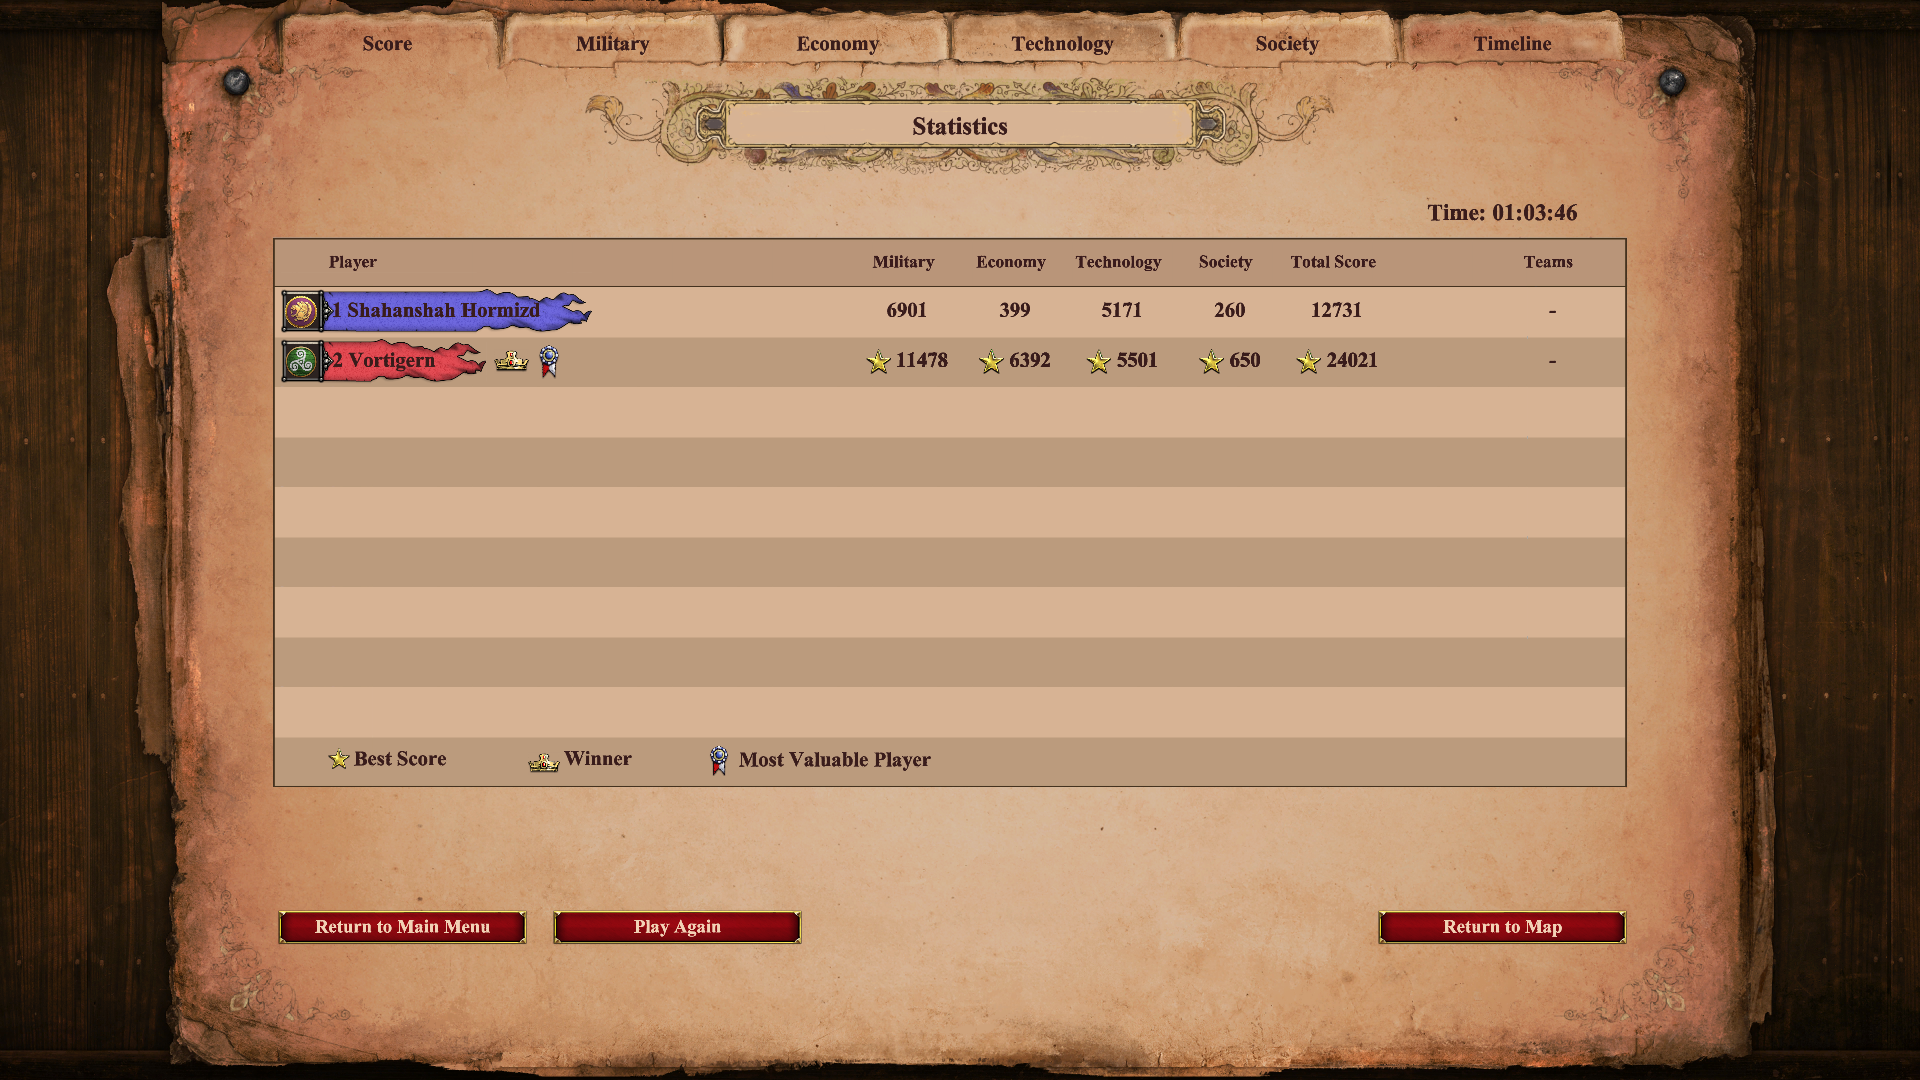 Score Military Economy Technology Society Timeline
Statistics
Time: 01:03:46
Player Military Economy Technology Society Total Score Teams
1 Shahanshah Hormizd 6901 399 5171 260 12731 -
2 Vortigern 11478 6392 5501 650 24021 -
Best Score Winner Most Valuable Player
Return to Main Menu Play Again Return to Map